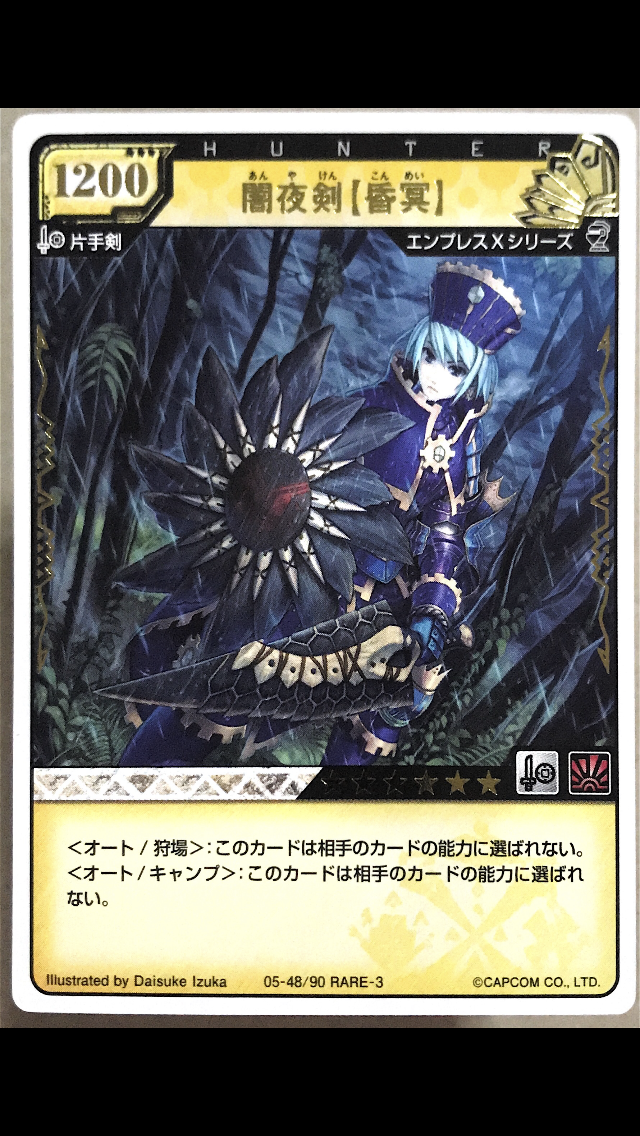 HUNTER
1200
あん や けん こん めい
闇夜剣【昏冥】
片手剣
エンプレスXシリーズ
<オート / 狩場>:このカードは相手のカードの能力に選ばれない。
<オート / キャンプ>:このカードは相手のカードの能力に選ばれ
ない。
Illustrated by Daisuke Izuka 05-48/90 RARE-3 ©CAPCOM CO., LTD.